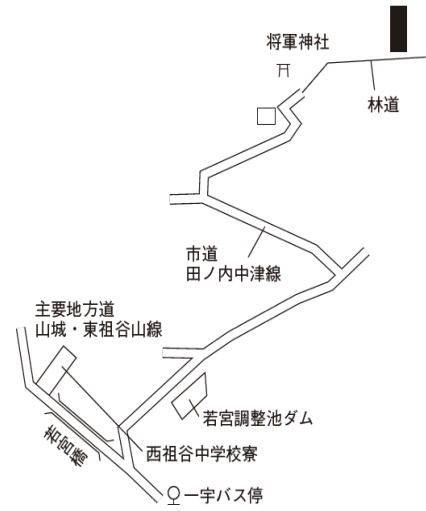 将軍神社
林道
市道
田ノ内中津線
主要地方道
山城・東祖谷山線
若宮調整池ダム
若宮橋
西祖谷中学校寮
一宇バス停